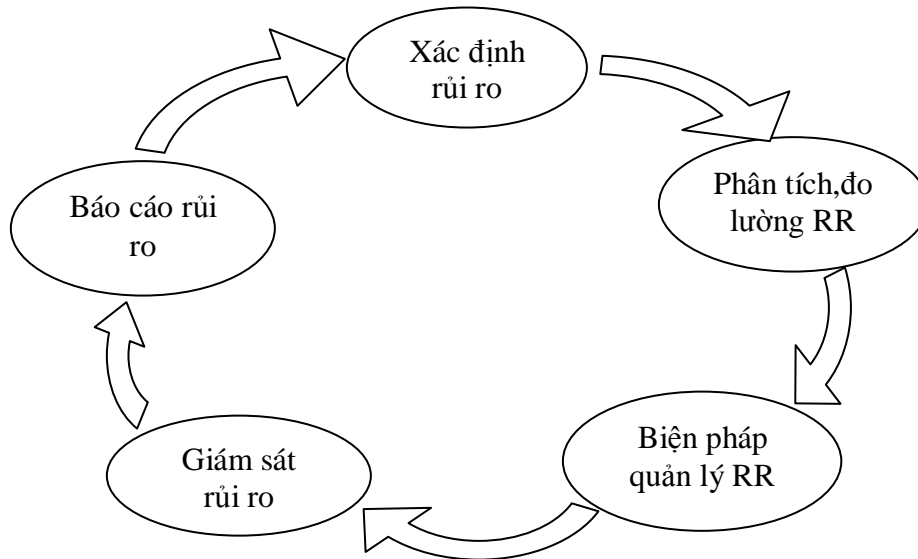 Xác định
rủi ro
Phân tích,đo
lường RR
Biện pháp
quản lý RR
Giám sát
rủi ro
Báo cáo rủi
ro